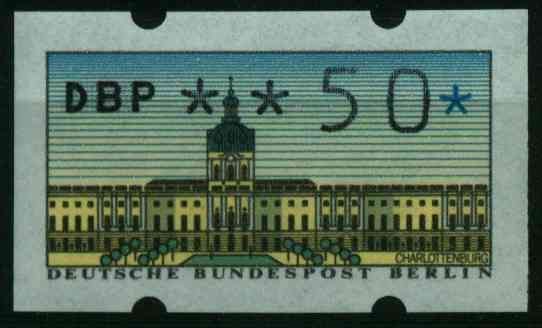 DBP ** 50*
CHARLOTTENBURG
DEUTSCHE BUNDESPOST BERLIN